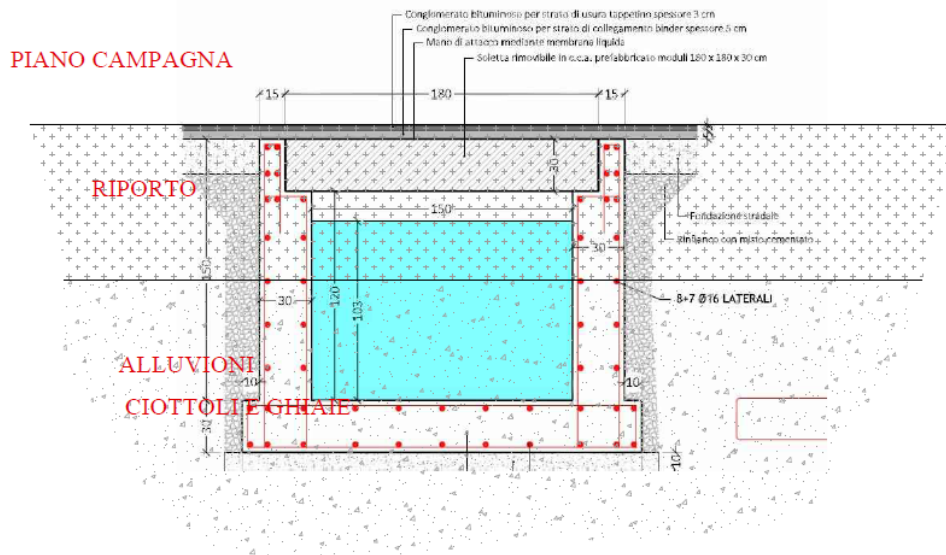 Conglomerato bituminoso per strato di usura tappetino spessore 3 cm
Conglomerato bituminoso per strato di collegamento binder spessore 5 cm
Mano di attacco mediante membrana liquida
Soletta rimovibile in c.c.a. prefabbricato moduli 180 x 180 x 30 cm
PIANO CAMPAGNA
15
180
15
30
RIPORTO
150
Fondazione stradale
Rinfianco con misto cementato
30
150
30
120
103
8+7 Ø16 LATERALI
ALLUVIONI
10
10
CIOTTOLI E GHIAIE
30
10